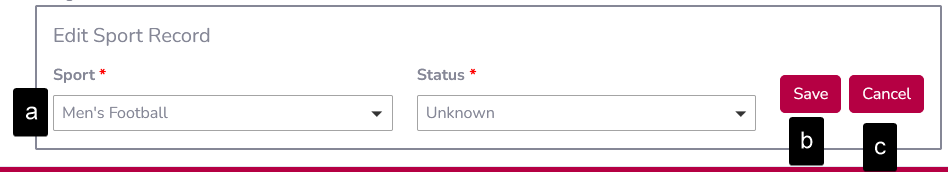 Edit Sport Record
Sport * Status *
a Men's Football Unknown Save Cancel
b c